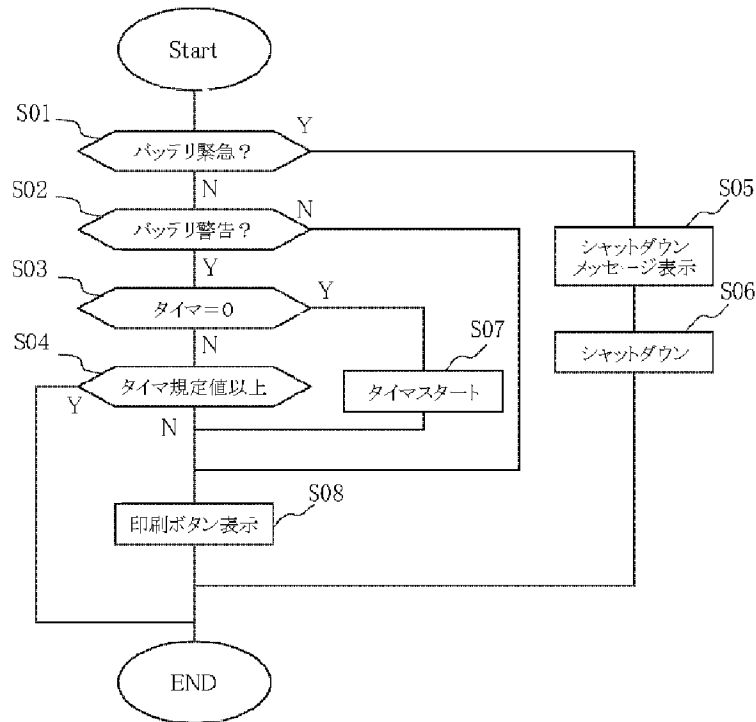 Start
S01
バッテリ緊急?
Y
N
S02
バッテリ警告?
N
Y
S03
タイマ=0
Y
N
S04
タイマ規定値以上
Y
N
S05
シャットダウン
メッセージ表示
S06
シャットダウン
S07
タイマスタート
S08
印刷ボタン表示
END